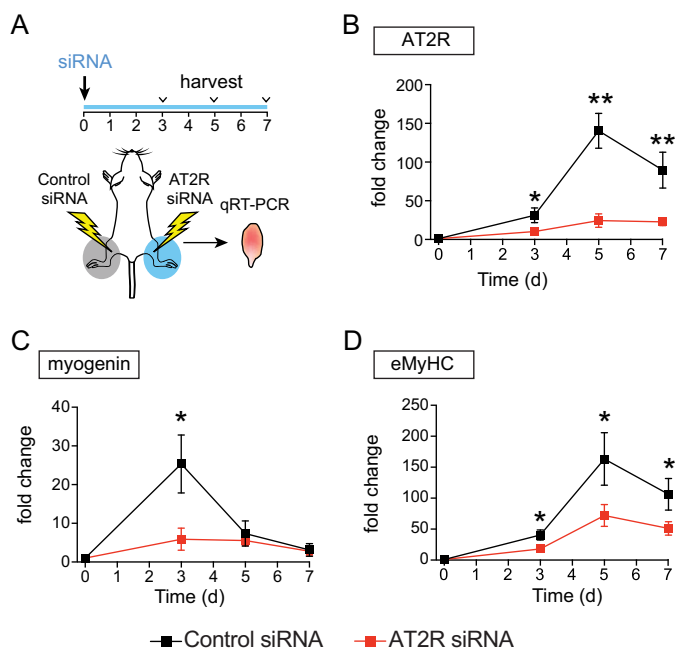 A
siRNA
harvest
0 1 2 3 4 5 6 7
Control siRNA
AT2R siRNA
qRT-PCR
B
AT2R
fold change
200
150
100
50
0
*
**
**
0 1 2 3 4 5 6 7
Time (d)
C
myogenin
fold change
40
30
20
10
0
*
0 1 2 3 4 5 6 7
Time (d)
D
eMyHC
fold change
250
200
150
100
50
0
*
*
*
0 1 2 3 4 5 6 7
Time (d)
Control siRNA AT2R siRNA